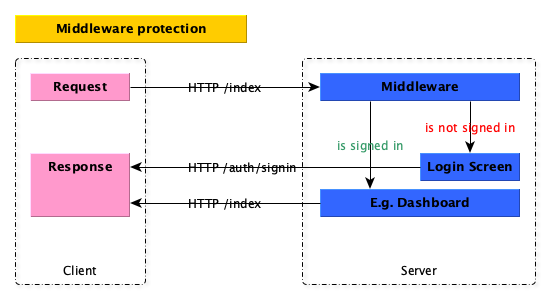 Middleware protection
Request
HTTP /index
Middleware
is not signed in
is signed in
Response
HTTP /auth/signin
Login Screen
HTTP /index
E.g. Dashboard
Client
Server